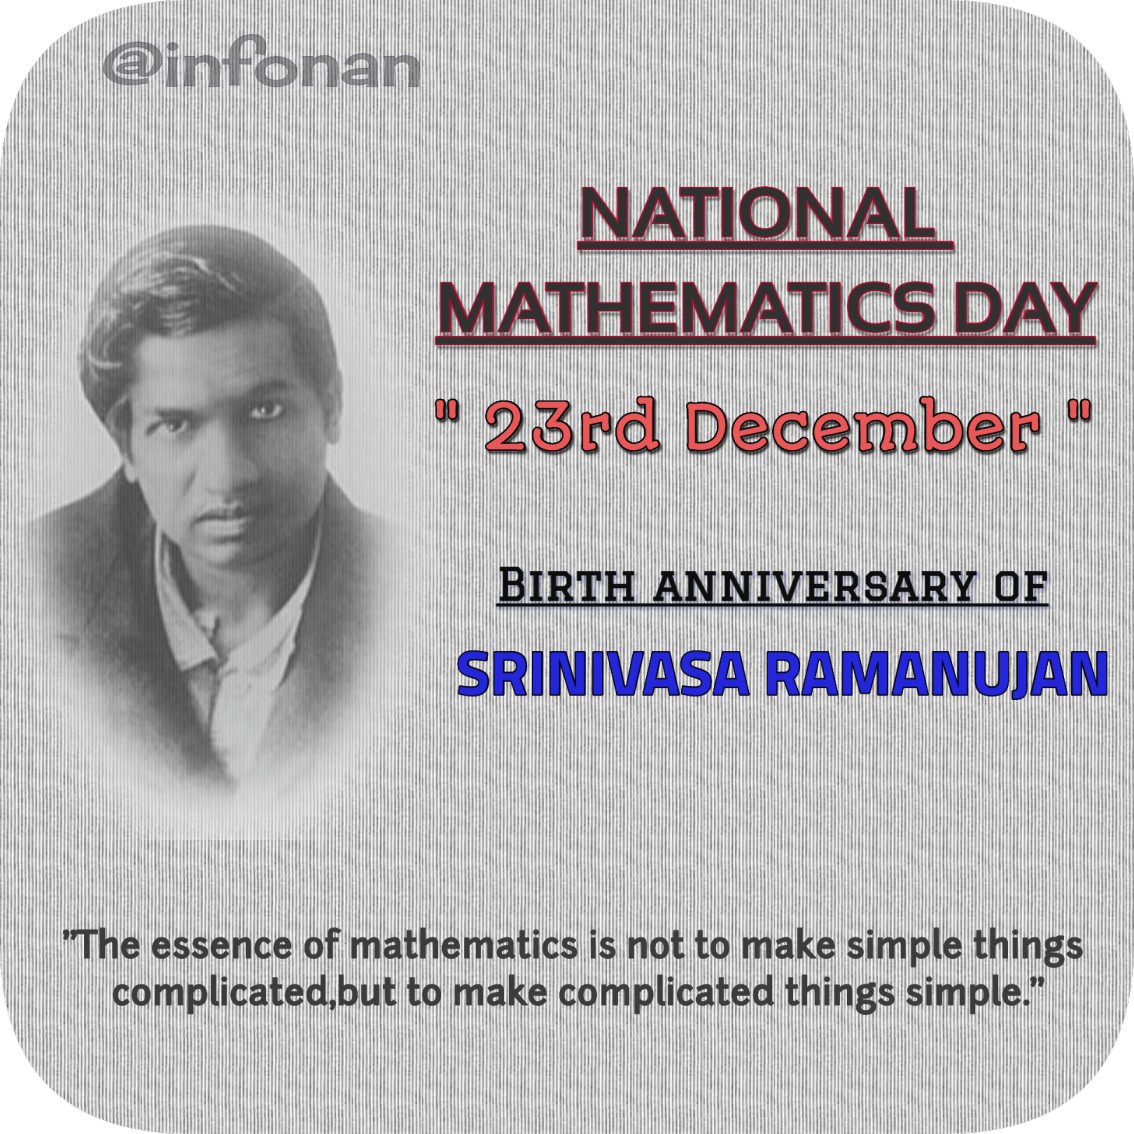 @infonan
NATIONAL
MATHEMATICS DAY
" 23rd December "
BIRTH ANNIVERSARY OF
SRINIVASA RAMANUJAN
"The essence of mathematics is not to make simple things
complicated,but to make complicated things simple."